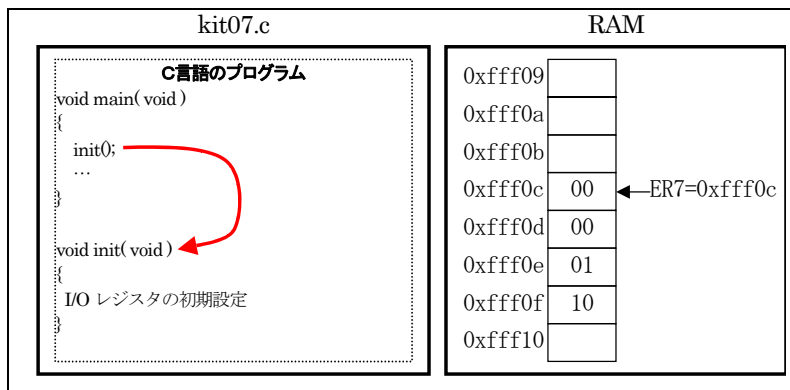 kit07.c
C言語のプログラム
void main( void )
{
init();
…
}
void init( void )
{
I/O レジスタの初期設定
}
RAM
0xfff09
0xfff0a
0xfff0b
0xfff0c 00 ER7=0xfff0c
0xfff0d 00
0xfff0e 01
0xfff0f 10
0xfff10